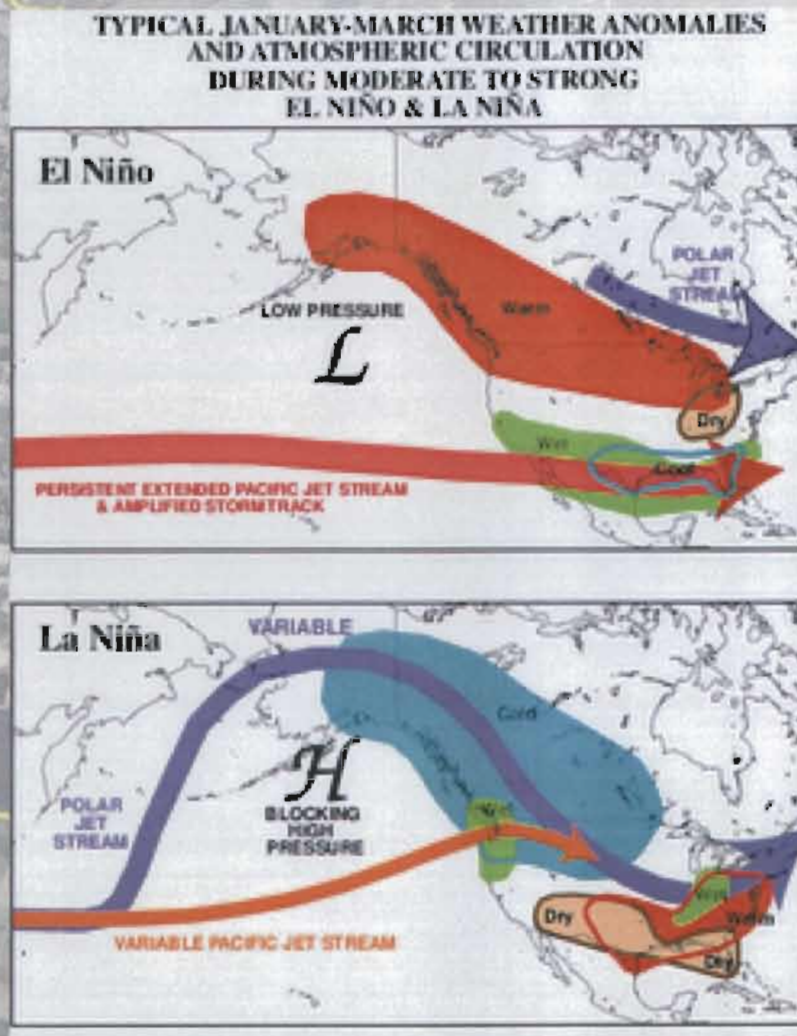 TYPICAL JANUARY-MARCH WEATHER ANOMALIES
AND ATMOSPHERIC CIRCULATION
DURING MODERATE TO STRONG
EL NIÑO & LA NIÑA
El Niño
POLAR
JET
STREAM
LOW PRESSURE
Warm
L
Dry
Wet
Cool
PERSISTENT EXTENDED PACIFIC JET STREAM
& AMPLIFIED STORM TRACK
La Niña
VARIABLE
Cold
H
POLAR
JET
STREAM
BLOCKING
HIGH
PRESSURE
Wet
Wet
Dry
Warm
Dry
VARIABLE PACIFIC JET STREAM